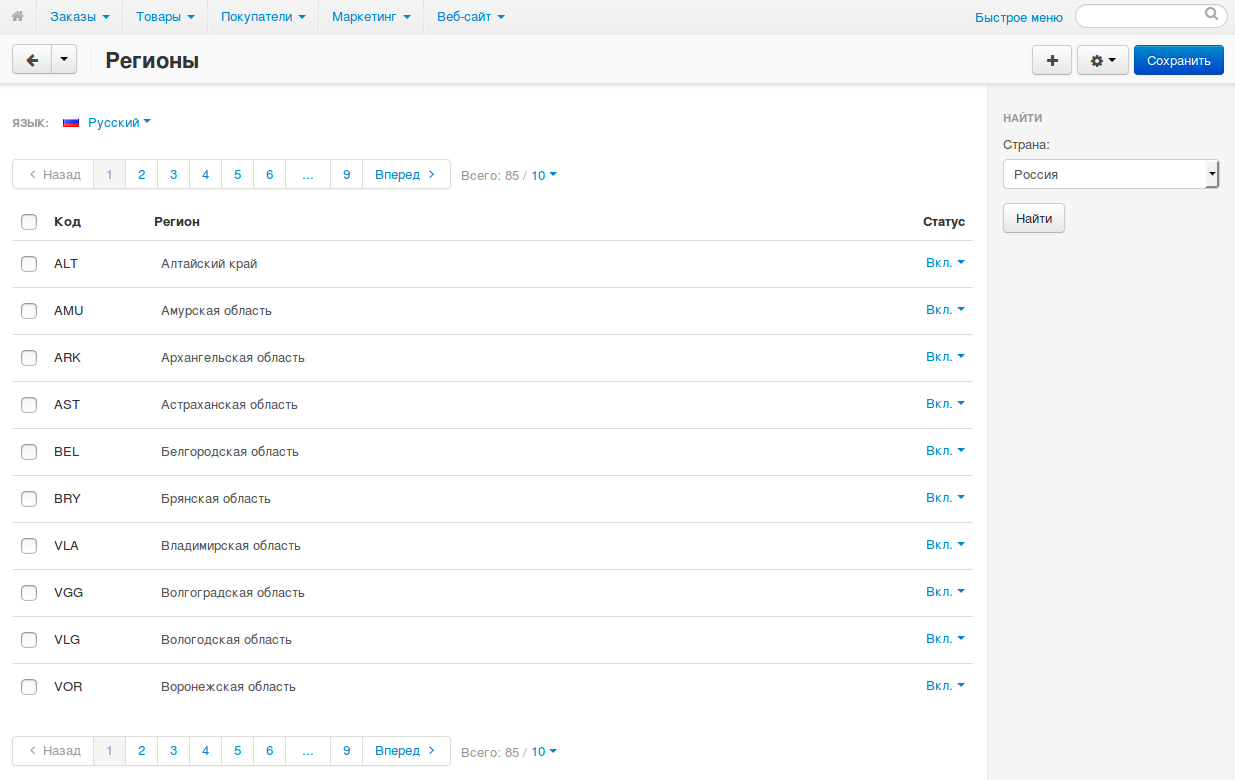 Заказы Товары Покупатели Маркетинг Веб-сайт Быстрое меню
Регионы Сохранить
ЯЗЫК: Русский
Назад 1 2 3 4 5 6 ... 9 Вперед Всего: 85 / 10
Код Регион Статус
ALT Алтайский край Вкл.
AMU Амурская область Вкл.
ARK Архангельская область Вкл.
AST Астраханская область Вкл.
BEL Белгородская область Вкл.
BRY Брянская область Вкл.
VLA Владимирская область Вкл.
VGG Волгоградская область Вкл.
VLG Вологодская область Вкл.
VOR Воронежская область Вкл.
Назад 1 2 3 4 5 6 ... 9 Вперед Всего: 85 / 10
НАЙТИ
Страна:
Россия
Найти